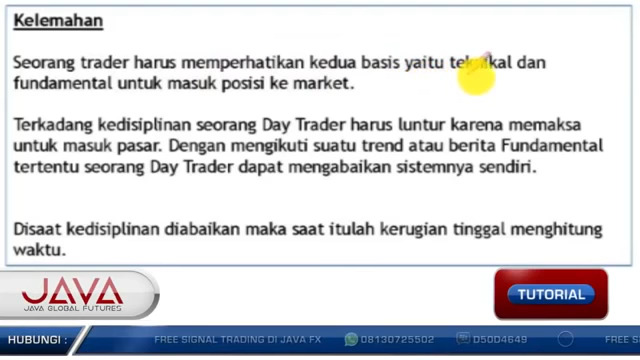 Kelemahan
Seorang trader harus memperhatikan kedua basis yaitu dan
fundamental untuk masuk posisi ke market.
Terkadang kedisiplinan seorang Day Trader harus luntur karena memaksa
untuk masuk pasar. Dengan mengikuti suatu trend atau berita Fundamental
tertentu seorang Day Trader dapat mengabaikan sistemnya sendiri.
Disaat kedisiplinan diabaikan maka saat itulah kerugian tinggal menghitung
waktu.
JAVA
JAVA GLOBAL FUTURES
TUTORIAL
HUBUNGI : FREE SIGNAL TRADING DI JAVA FX 08130725502 D50D4649 FREE S